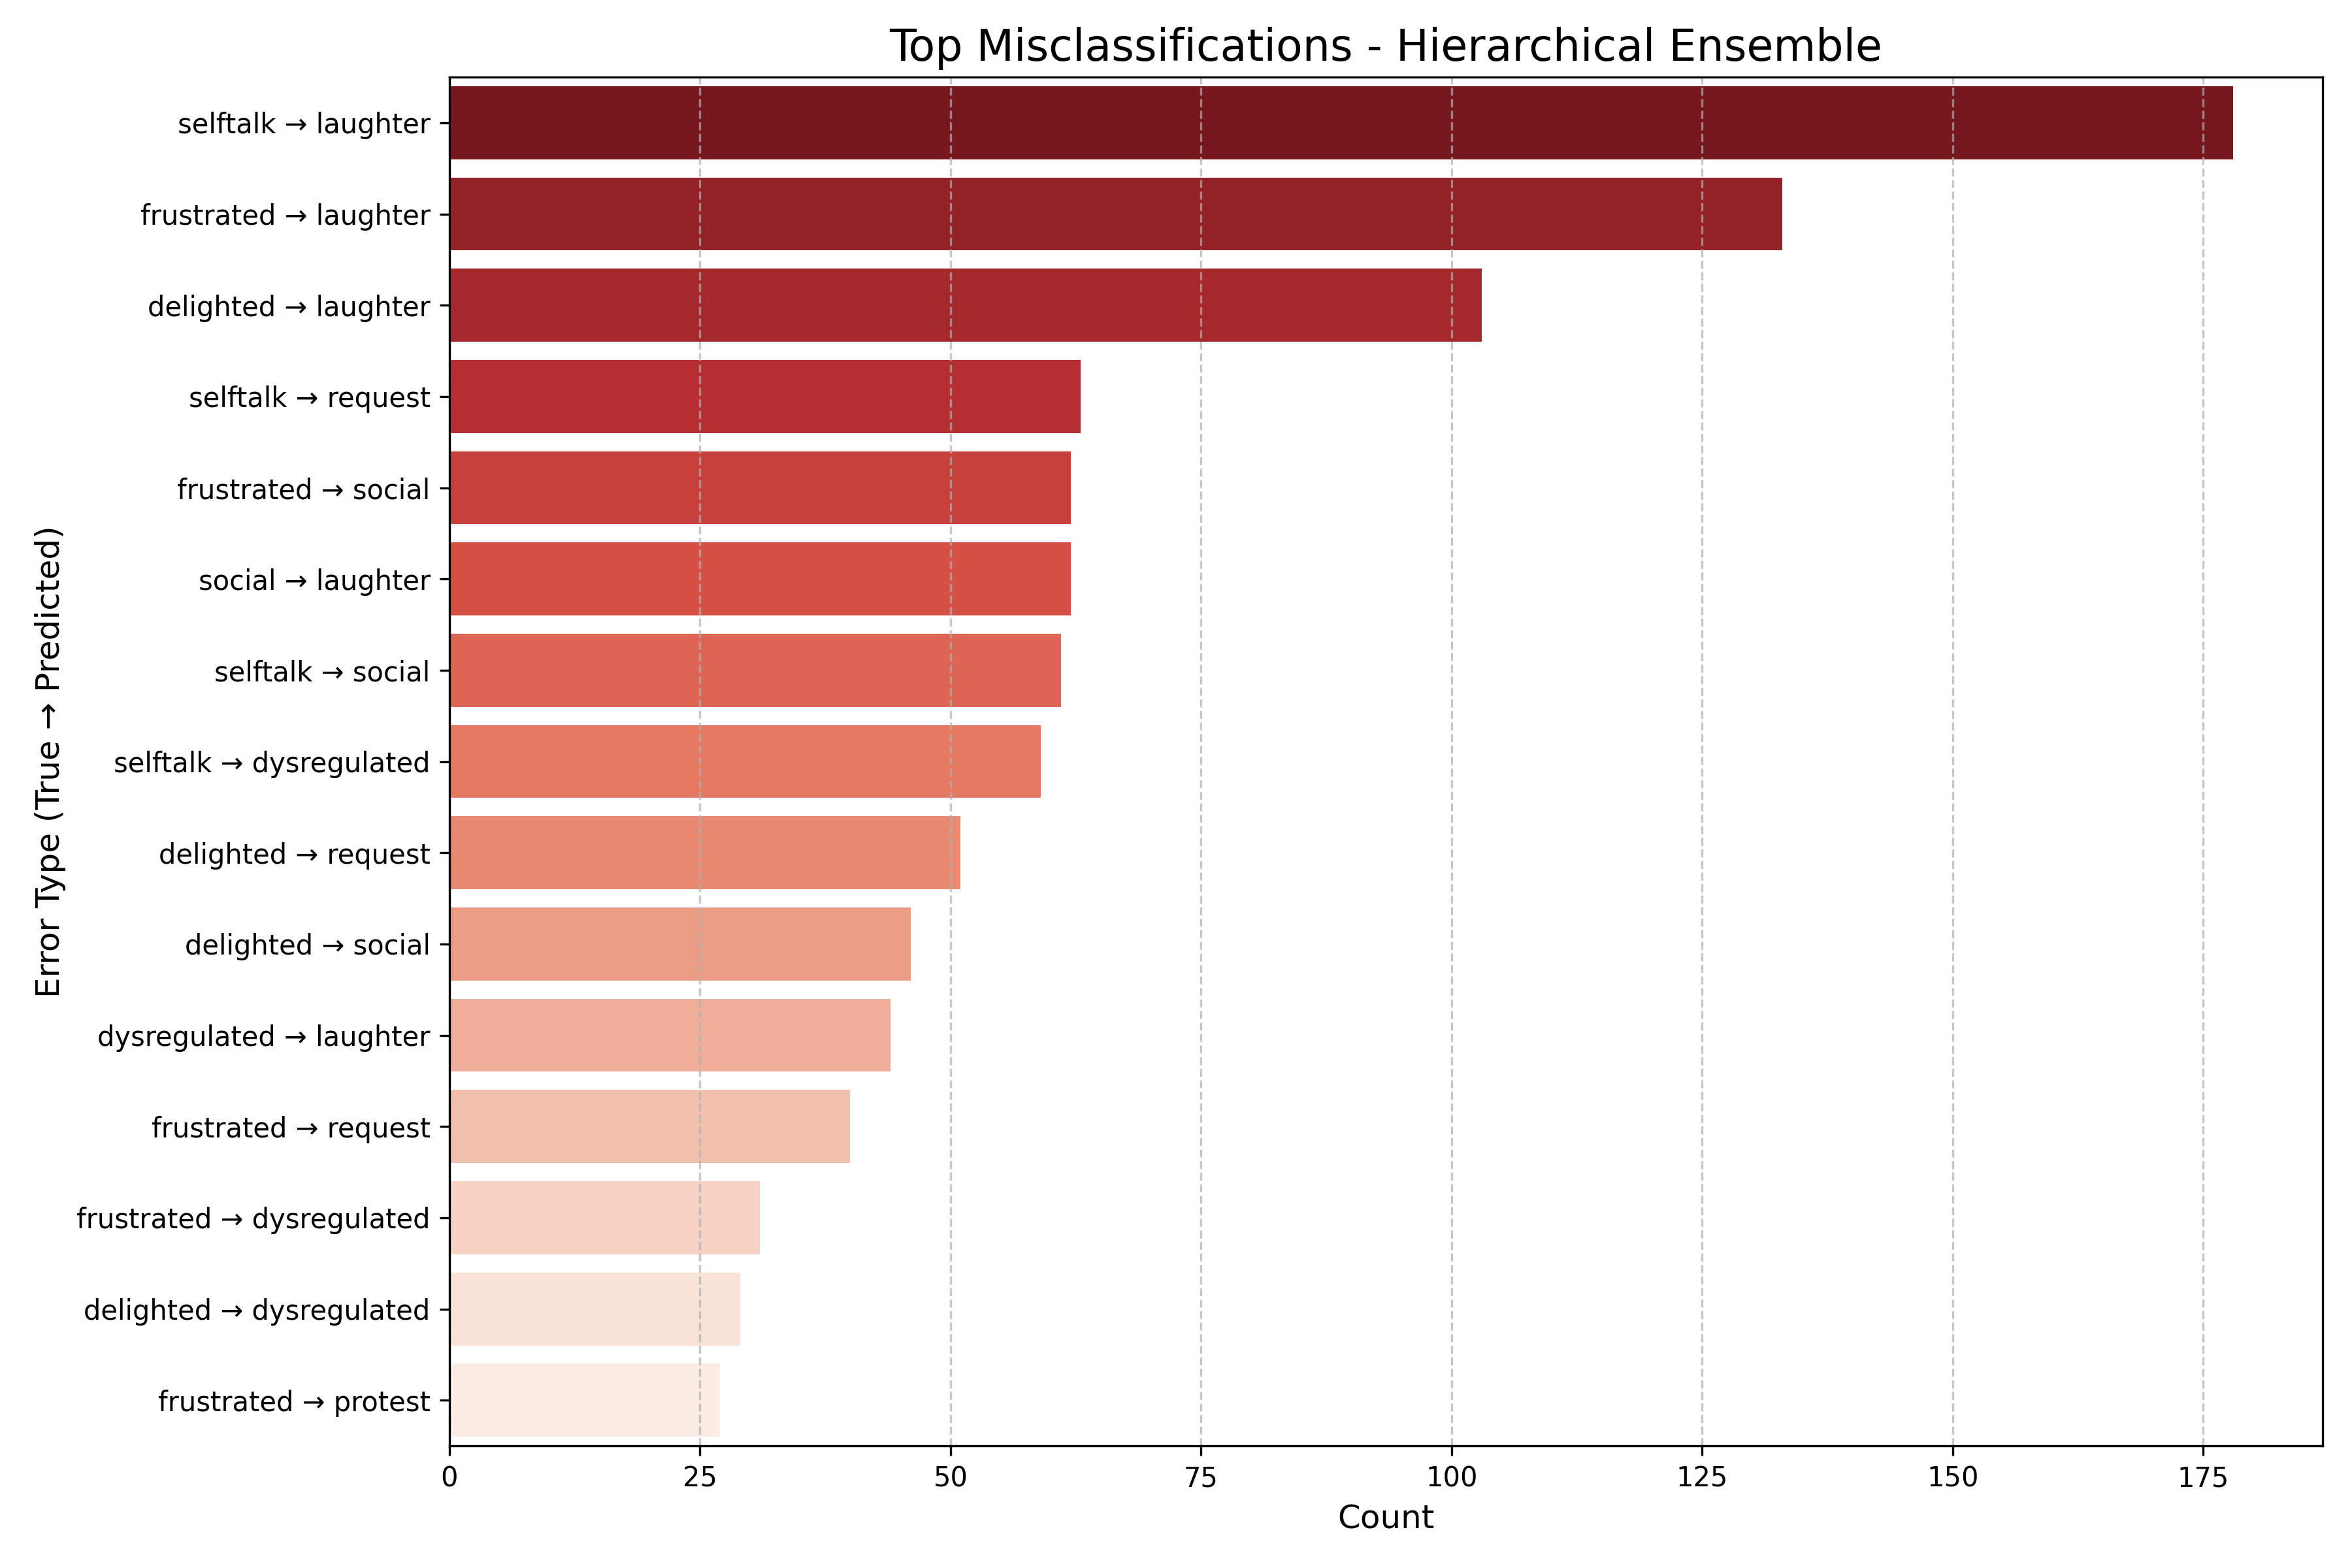 Top Misclassifications - Hierarchical Ensemble
Error Type (True → Predicted)
selftalk → laughter
frustrated → laughter
delighted → laughter
selftalk → request
frustrated → social
social → laughter
selftalk → social
selftalk → dysregulated
delighted → request
delighted → social
dysregulated → laughter
frustrated → request
frustrated → dysregulated
delighted → dysregulated
frustrated → protest
0 25 50 75 100 125 150 175
Count